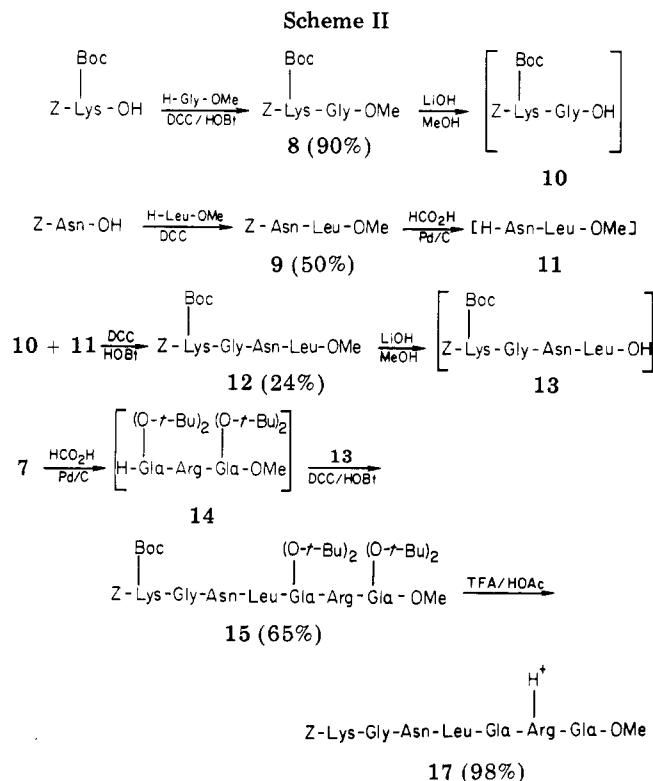 Scheme II
Boc
Z-Lys-OH H-Gly-OMe DCC/HOBt Z-Lys-Gly-OMe LiOH MeOH [Z-Lys-Gly-OH]
Boc
Boc
8 (90%)
10
Z-Asn-OH H-Leu-OMe DCC Z-Asn-Leu-OMe HCO2H Pd/C [H-Asn-Leu-OMe]
9 (50%) 11
Boc
Boc
10 + 11 DCC HOBt Z-Lys-Gly-Asn-Leu-OMe LiOH MeOH [Z-Lys-Gly-Asn-Leu-OH]
12 (24%) 13
(O-t-Bu)2 (O-t-Bu)2
7 HCO2H Pd/C [H-Gla-Arg-Gla-OMe] 13 DCC/HOBt
14
Boc (O-t-Bu)2 (O-t-Bu)2
Z-Lys-Gly-Asn-Leu-Gla-Arg-Gla-OMe TFA/HOAc
15 (65%)
H+
Z-Lys-Gly-Asn-Leu-Gla-Arg-Gla-OMe
17 (98%)